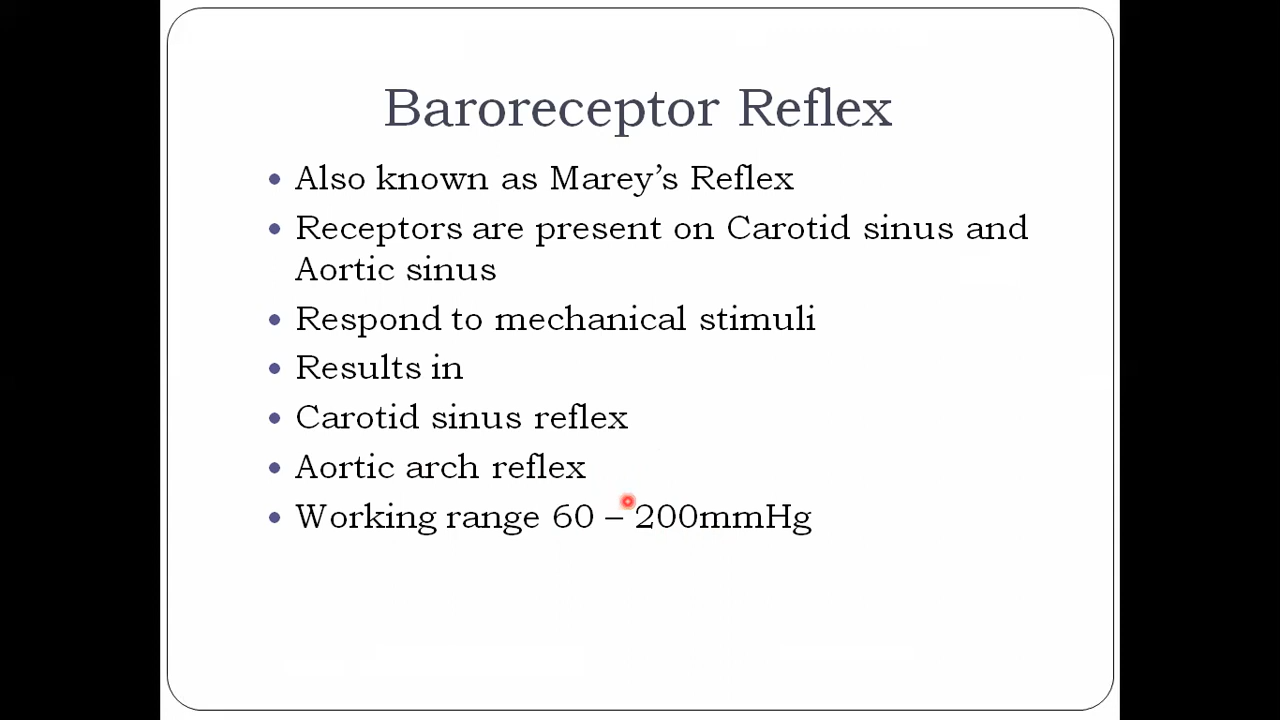 Baroreceptor Reflex
• Also known as Marey’s Reflex
• Receptors are present on Carotid sinus and
Aortic sinus
• Respond to mechanical stimuli
• Results in
• Carotid sinus reflex
• Aortic arch reflex
• Working range 60 – 200mmHg